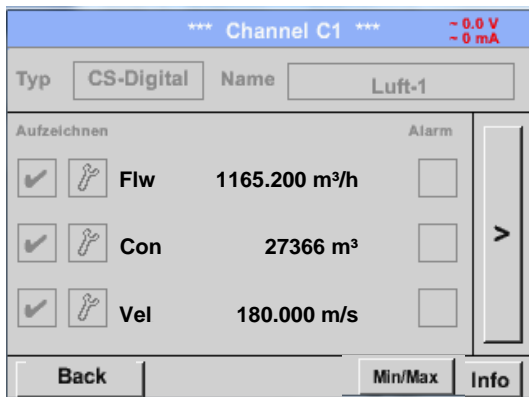 *** Channel C1 *** ~ 0.0 V
~ 0 mA
Typ CS-Digital Name Luft-1
Aufzeichnen Alarm
Flw 1165.200 m³/h
Con 27366 m³
>
Vel 180.000 m/s
Back Min/Max Info